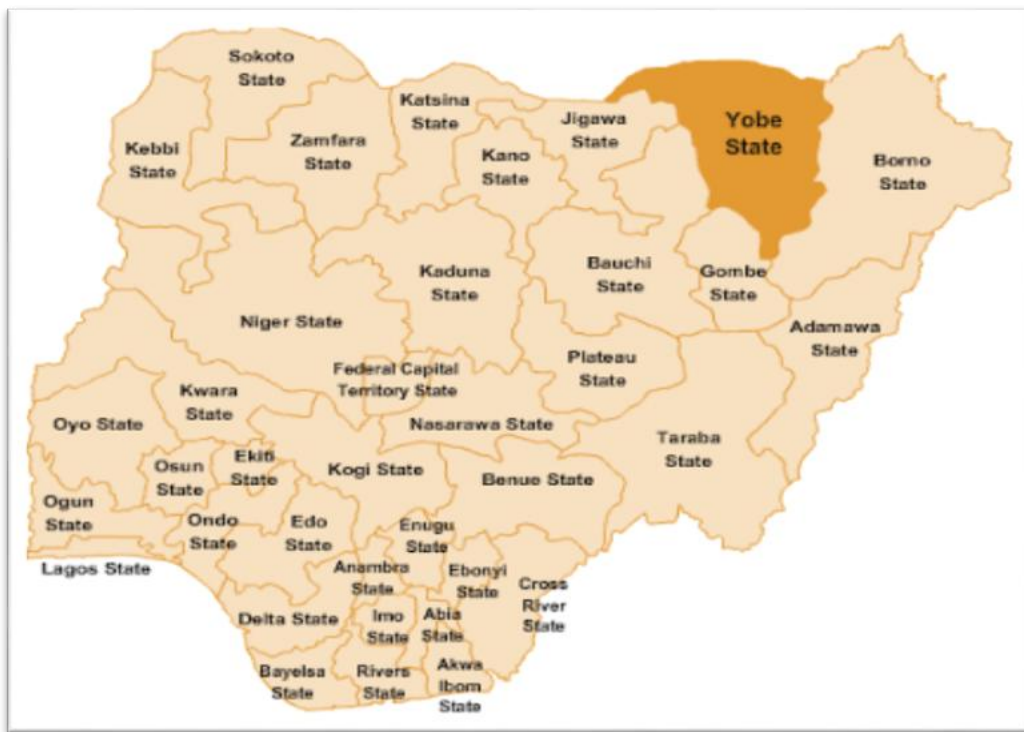 Sokoto
State
Katsina
State
Jigawa
State
Yobe
State
Kebbi
State
Zamfara
State
Kano
State
Borno
State
Kaduna
State
Bauchi
State
Gombe
State
Niger State
Adamawa
State
Federal Capital
Territory State
Plateau
State
Kwara
State
Oyo State
Nasarawa State
Taraba
State
Osun
State
Ekiti
State
Kogi State
Benue State
Ogun
State
Ondo
State
Edo
State
Enugu
State
Lagos State
Anambra
State
Ebonyi
State
Cross
River
State
Delta State
Imo
State
Abia
State
Bayelsa
State
Rivers
State
Akwa
Ibom
State